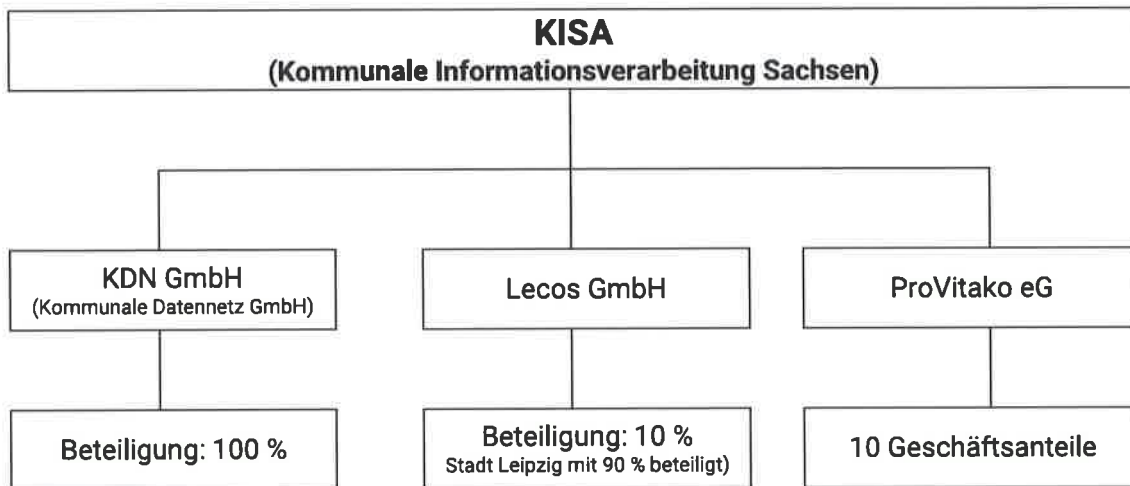 KISA
(Kommunale Informationsverarbeitung Sachsen)
KDN GmbH
(Kommunale Datennetz GmbH)
Lecos GmbH
ProVitako eG
Beteiligung: 100 %
Beteiligung: 10 %
Stadt Leipzig mit 90 % beteiligt)
10 Geschäftsanteile